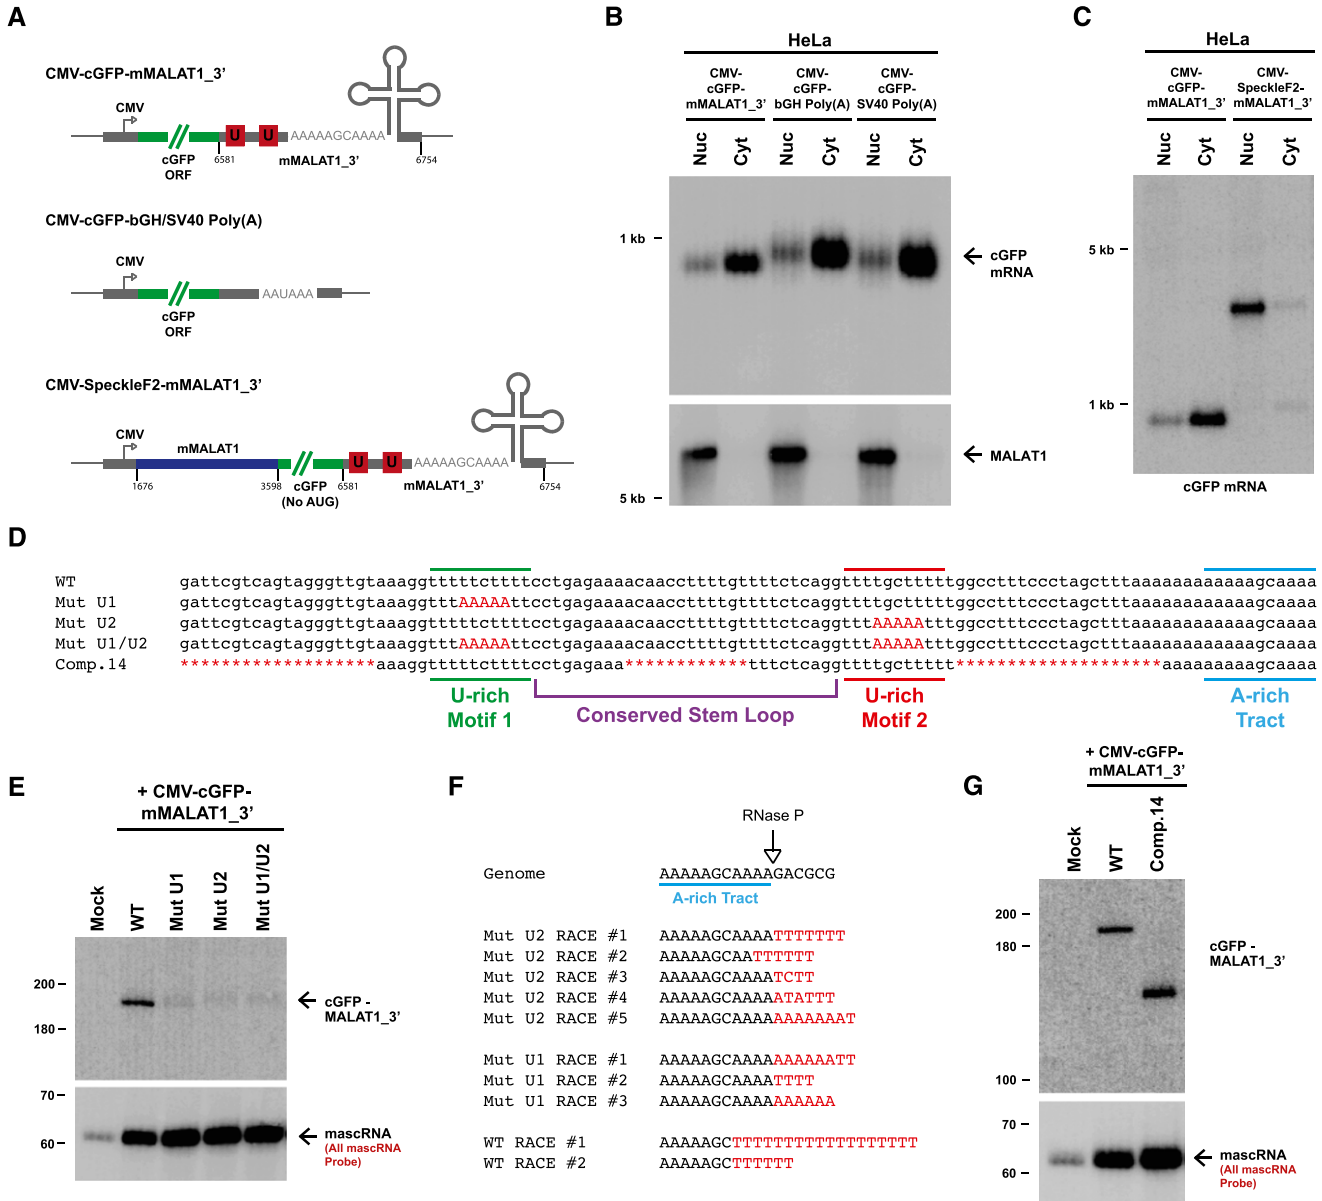 A
CMV-cGFP-mMALAT1_3'
CMV
U
U
AAAAAGCAAAA
cGFP
ORF
6581
mMALAT1_3'
6754
CMV-cGFP-bGH/SV40 Poly(A)
CMV
AAUAAA
cGFP
ORF
CMV-SpeckleF2-mMALAT1_3'
CMV
mMALAT1
U
U
AAAAAGCAAAA
1676
3598
cGFP
(No AUG)
6581
mMALAT1_3'
6754
B
HeLa
CMV-
cGFP-
mMALAT1_3'
CMV-
cGFP-
bGH Poly(A)
CMV-
cGFP-
SV40 Poly(A)
Nuc
Cyt
Nuc
Cyt
Nuc
Cyt
1 kb
cGFP
mRNA
MALAT1
5 kb
C
HeLa
CMV-
cGFP-
mMALAT1_3'
CMV-
SpeckleF2-
mMALAT1_3'
Nuc
Cyt
Nuc
Cyt
5 kb
1 kb
cGFP mRNA
D
WT gattcgtcagtagggttgtaaaggtttttcttttcctgagaaaacaaccttttgttttctcaggttttgctttttggcctttccctagctttaaaaaaaaaaaagcaaaa
Mut U1 gattcgtcagtagggttgtaaaggtttAAAAAttcctgagaaaacaaccttttgttttctcaggttttgctttttggcctttccctagctttaaaaaaaaaaaagcaaaa
Mut U2 gattcgtcagtagggttgtaaaggtttttcttttcctgagaaaacaaccttttgttttctcaggtttAAAAAttggcctttccctagctttaaaaaaaaaaaagcaaaa
Mut U1/U2 gattcgtcagtagggttgtaaaggtttAAAAAttcctgagaaaacaaccttttgttttctcaggtttAAAAAttggcctttccctagctttaaaaaaaaaaaagcaaaa
Comp.14 *******************aaaggtttttcttttcctgagaaa************tttctcaggttttgcttttt********************aaaaaaaaagcaaaa
U-rich
Motif 1
Conserved Stem Loop
U-rich
Motif 2
A-rich
Tract
E
+ CMV-cGFP-
mMALAT1_3'
Mock
WT
Mut U1
Mut U2
Mut U1/U2
200
180
cGFP -
MALAT1_3'
70
60
mascRNA
(All mascRNA
Probe)
F
RNase P
Genome AAAAAGCAAAAGACGCG
A-rich Tract
Mut U2 RACE #1 AAAAAGCAAAATTTTTTT
Mut U2 RACE #2 AAAAAGCAATTTTTT
Mut U2 RACE #3 AAAAAGCAAAATCTT
Mut U2 RACE #4 AAAAAGCAAAAATATTT
Mut U2 RACE #5 AAAAAGCAAAAAAAAAAAT
Mut U1 RACE #1 AAAAAGCAAAAAAAAAATT
Mut U1 RACE #2 AAAAAGCAAAATTTT
Mut U1 RACE #3 AAAAAGCAAAAAAAAAA
WT RACE #1 AAAAAGCTTTTTTTTTTTTTTTTTT
WT RACE #2 AAAAAGCTTTTTT
G
+ CMV-cGFP-
mMALAT1_3'
Mock
WT
Comp.14
200
180
cGFP -
MALAT1_3'
100
70
60
mascRNA
(All mascRNA
Probe)